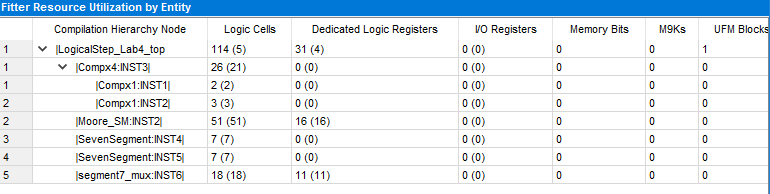 Fitter Resource Utilization by Entity
Compilation Hierarchy Node Logic Cells Dedicated Logic Registers I/O Registers Memory Bits M9Ks UFM Blocks
1 |LogicalStep_Lab4_top 114 (5) 31 (4) 0 (0) 0 0 1
1 |Compx4:INST3| 26 (21) 0 (0) 0 (0) 0 0 0
1 |Compx1:INST1| 2 (2) 0 (0) 0 (0) 0 0 0
2 |Compx1:INST2| 3 (3) 0 (0) 0 (0) 0 0 0
2 |Moore_SM:INST2| 51 (51) 16 (16) 0 (0) 0 0 0
3 |SevenSegment:INST4| 7 (7) 0 (0) 0 (0) 0 0 0
4 |SevenSegment:INST5| 7 (7) 0 (0) 0 (0) 0 0 0
5 |segment7_mux:INST6| 18 (18) 11 (11) 0 (0) 0 0 0